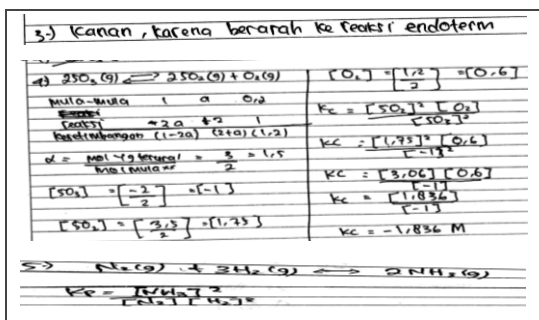 3.) Kanan, karena berarah ke reaksi endoterm
4) 2SO₃ (g) ⇌ 2SO₂ (g) + O₂ (g)
Mula-mula 1 a 0,2
reaksi -2a +2 1
Kesetimbangan (1-2a) (2+a) (1,2)
α = mol yg terurai / mol mula² = 3/2 = 1,5
[SO₃] = [-2/2] = [-1]
[SO₂] = [3,5/2] = [1,75]
[O₂] = [1,2/2] = [0,6]
Kc = [SO₂]² [O₂] / [SO₃]²
Kc = [1,75]² [0,6] / [-1]²
Kc = [3,06] [0,6] / [-1]
Kc = [1,836] / [-1]
Kc = -1,836 M
5.) N₂ (g) + 3H₂ (g) ⇌ 2NH₃ (g)
Kp = [NH₃]² / [N₂] [H₂]³